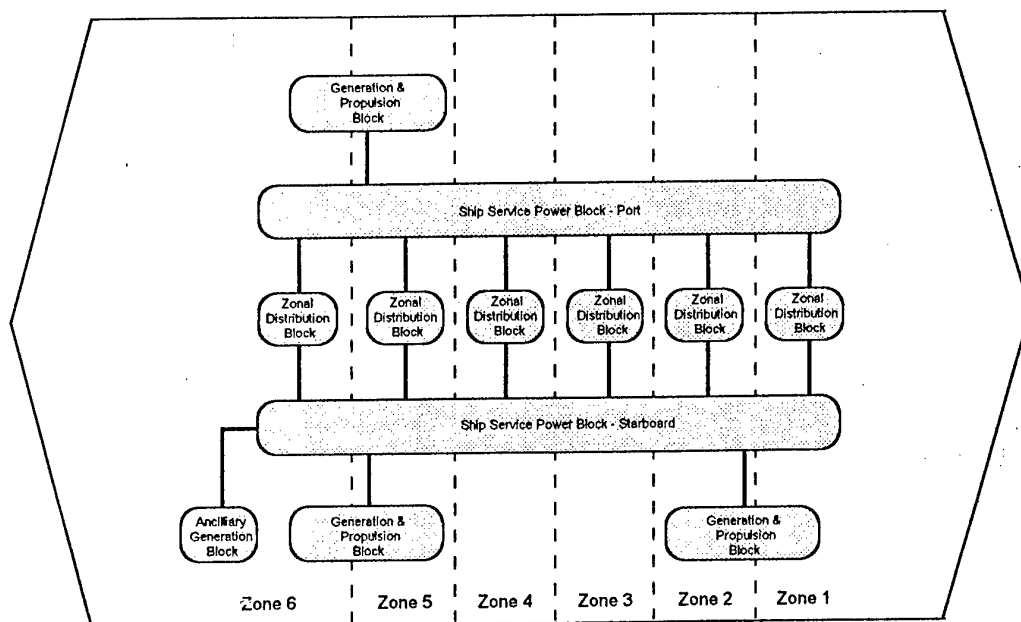 Generation &
Propulsion
Block
Ship Service Power Block - Port
Zonal
Distribution
Block
Zonal
Distribution
Block
Zonal
Distribution
Block
Zonal
Distribution
Block
Zonal
Distribution
Block
Zonal
Distribution
Block
Ship Service Power Block - Starboard
Ancilliary
Generation
Block
Generation &
Propulsion
Block
Generation &
Propulsion
Block
Zone 6
Zone 5
Zone 4
Zone 3
Zone 2
Zone 1